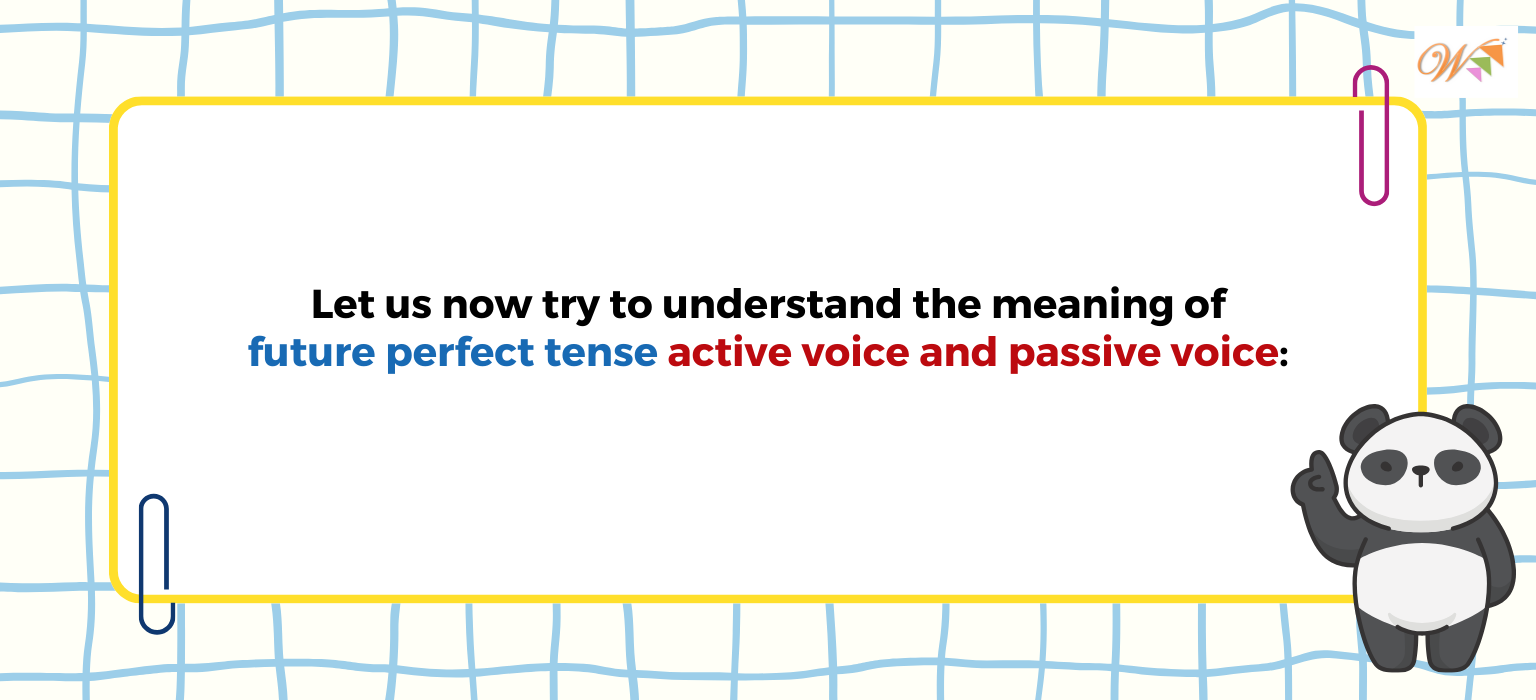 W
Let us now try to understand the meaning of
future perfect tense active voice and passive voice: